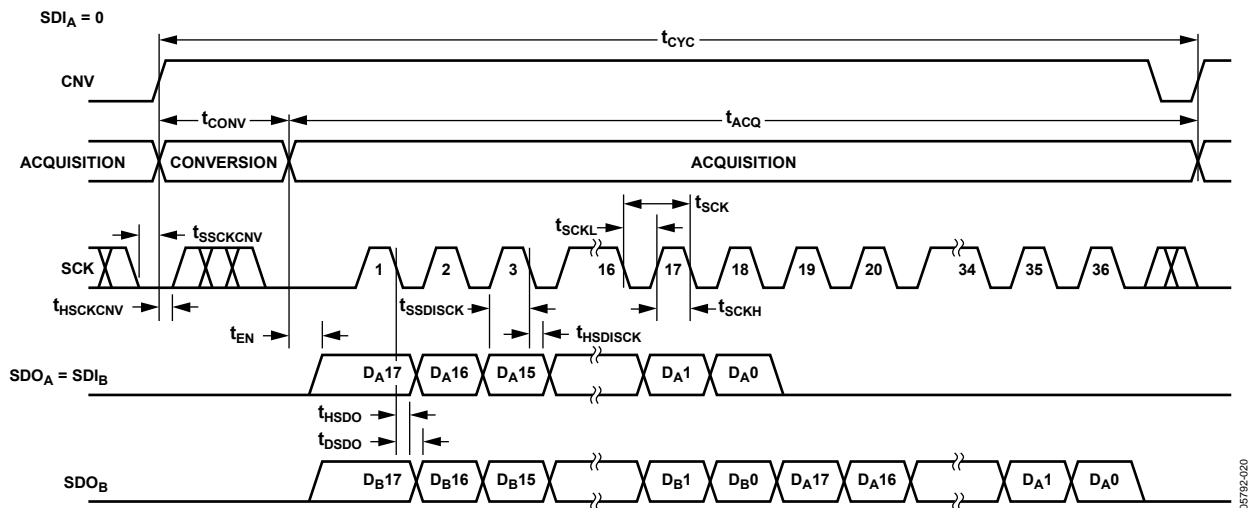 SDIA = 0
tCYC
CNV
tCONV
tACQ
ACQUISITION
CONVERSION
ACQUISITION
tSCK
tSCKL
tSSCKCNV
SCK
1 2 3 16 17 18 19 20 34 35 36
tHSCKCNV
tSSDISCK
tSCKH
tEN
tHSDISCK
SDOA = SDIB
DA17 DA16 DA15 DA1 DA0
tHSDO
tDSDO
SDOB
DB17 DB16 DB15 DB1 DB0 DA17 DA16 DA1 DA0
05792-020